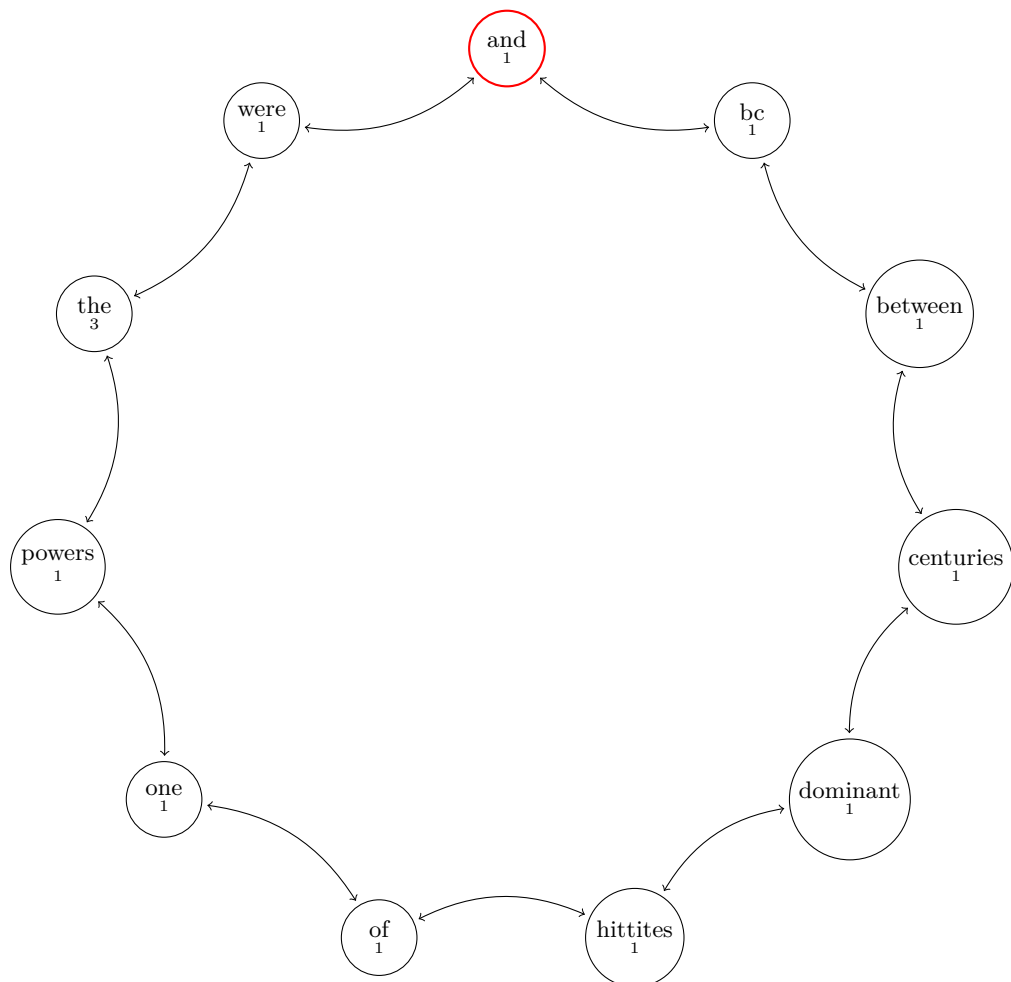 and
1
bc
1
between
1
centuries
1
dominant
1
hittites
1
of
1
one
1
powers
1
the
3
were
1